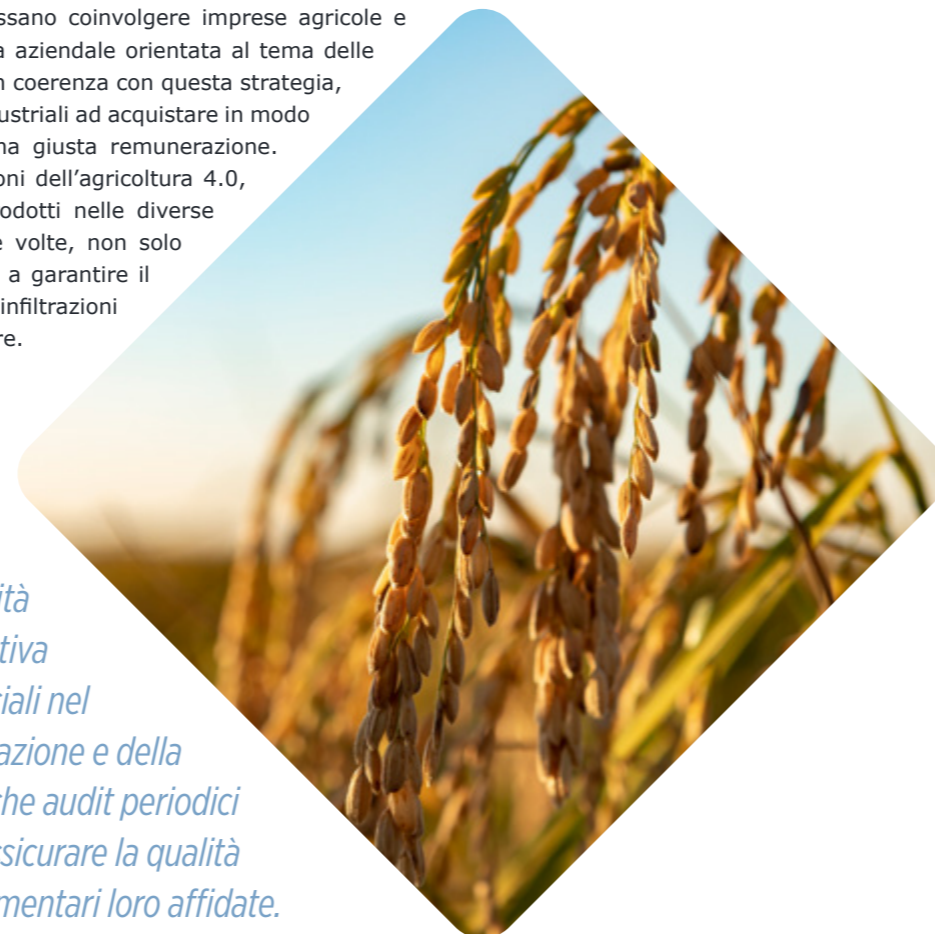 ssano coinvolgere imprese agricole e
a aziendale orientata al tema delle
n coerenza con questa strategia,
ustriali ad acquistare in modo
na giusta remunerazione.
oni dell’agricoltura 4.0,
odotti nelle diverse
e volte, non solo
a garantire il
infiltrazioni
re.
ità
tiva
iali nel
azione e della
che audit periodici
ssicurare la qualità
mentari loro affidate.